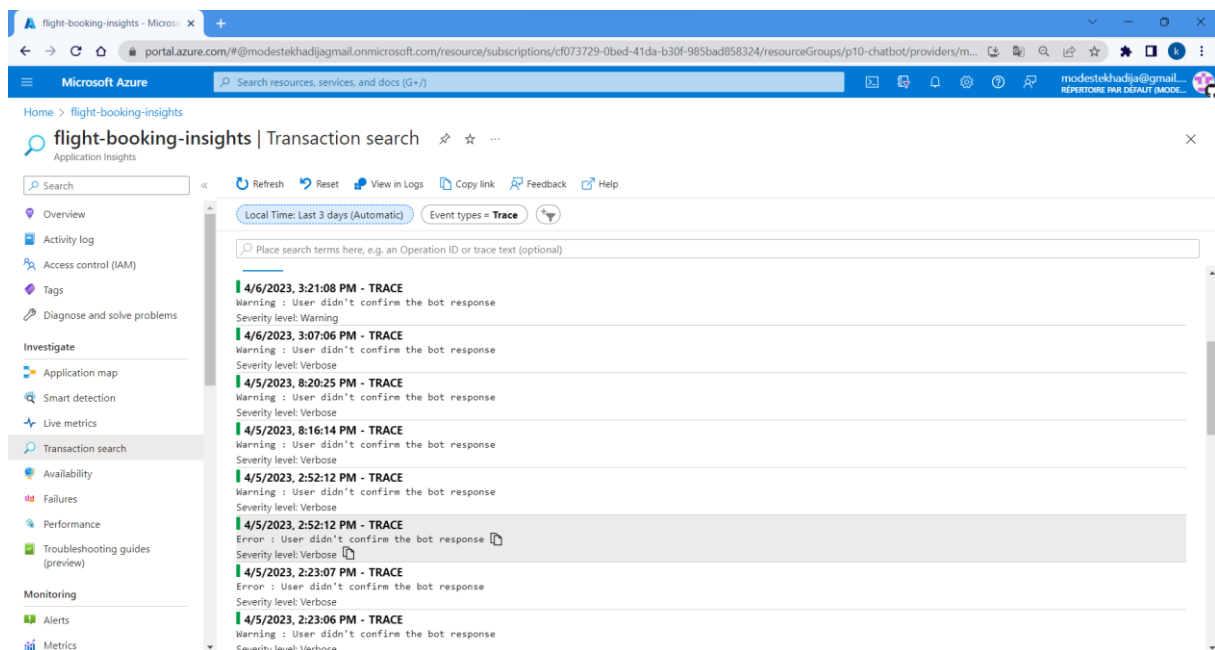 flight-booking-insights - Microsc
portal.azure.com/#@modestekhadijagmail.onmicrosoft.com/resource/subscriptions/cf073729-0bed-41da-b30f-985bad858324/resourceGroups/p10-chatbot/providers/m...
k
Microsoft Azure
Search resources, services, and docs (G+/)
modestekhadija@gmail....
RÉPERTOIRE PAR DÉFAUT (MODE...
Home > flight-booking-insights
flight-booking-insights | Transaction search
Application Insights
Search
Refresh Reset View in Logs Copy link Feedback Help
Overview
Activity log
Access control (IAM)
Tags
Diagnose and solve problems
Investigate
Application map
Smart detection
Live metrics
Transaction search
Availability
Failures
Performance
Troubleshooting guides
(preview)
Monitoring
Alerts
Metrics
Local Time: Last 3 days (Automatic) Event types = Trace
Place search terms here, e.g. an Operation ID or trace text (optional)
4/6/2023, 3:21:08 PM - TRACE
Warning : User didn't confirm the bot response
Severity level: Warning
4/6/2023, 3:07:06 PM - TRACE
Warning : User didn't confirm the bot response
Severity level: Verbose
4/5/2023, 8:20:25 PM - TRACE
Warning : User didn't confirm the bot response
Severity level: Verbose
4/5/2023, 8:16:14 PM - TRACE
Warning : User didn't confirm the bot response
Severity level: Verbose
4/5/2023, 2:52:12 PM - TRACE
Warning : User didn't confirm the bot response
Severity level: Verbose
4/5/2023, 2:52:12 PM - TRACE
Error : User didn't confirm the bot response
Severity level: Verbose
4/5/2023, 2:23:07 PM - TRACE
Error : User didn't confirm the bot response
Severity level: Verbose
4/5/2023, 2:23:06 PM - TRACE
Warning : User didn't confirm the bot response
Severity level: Verbose